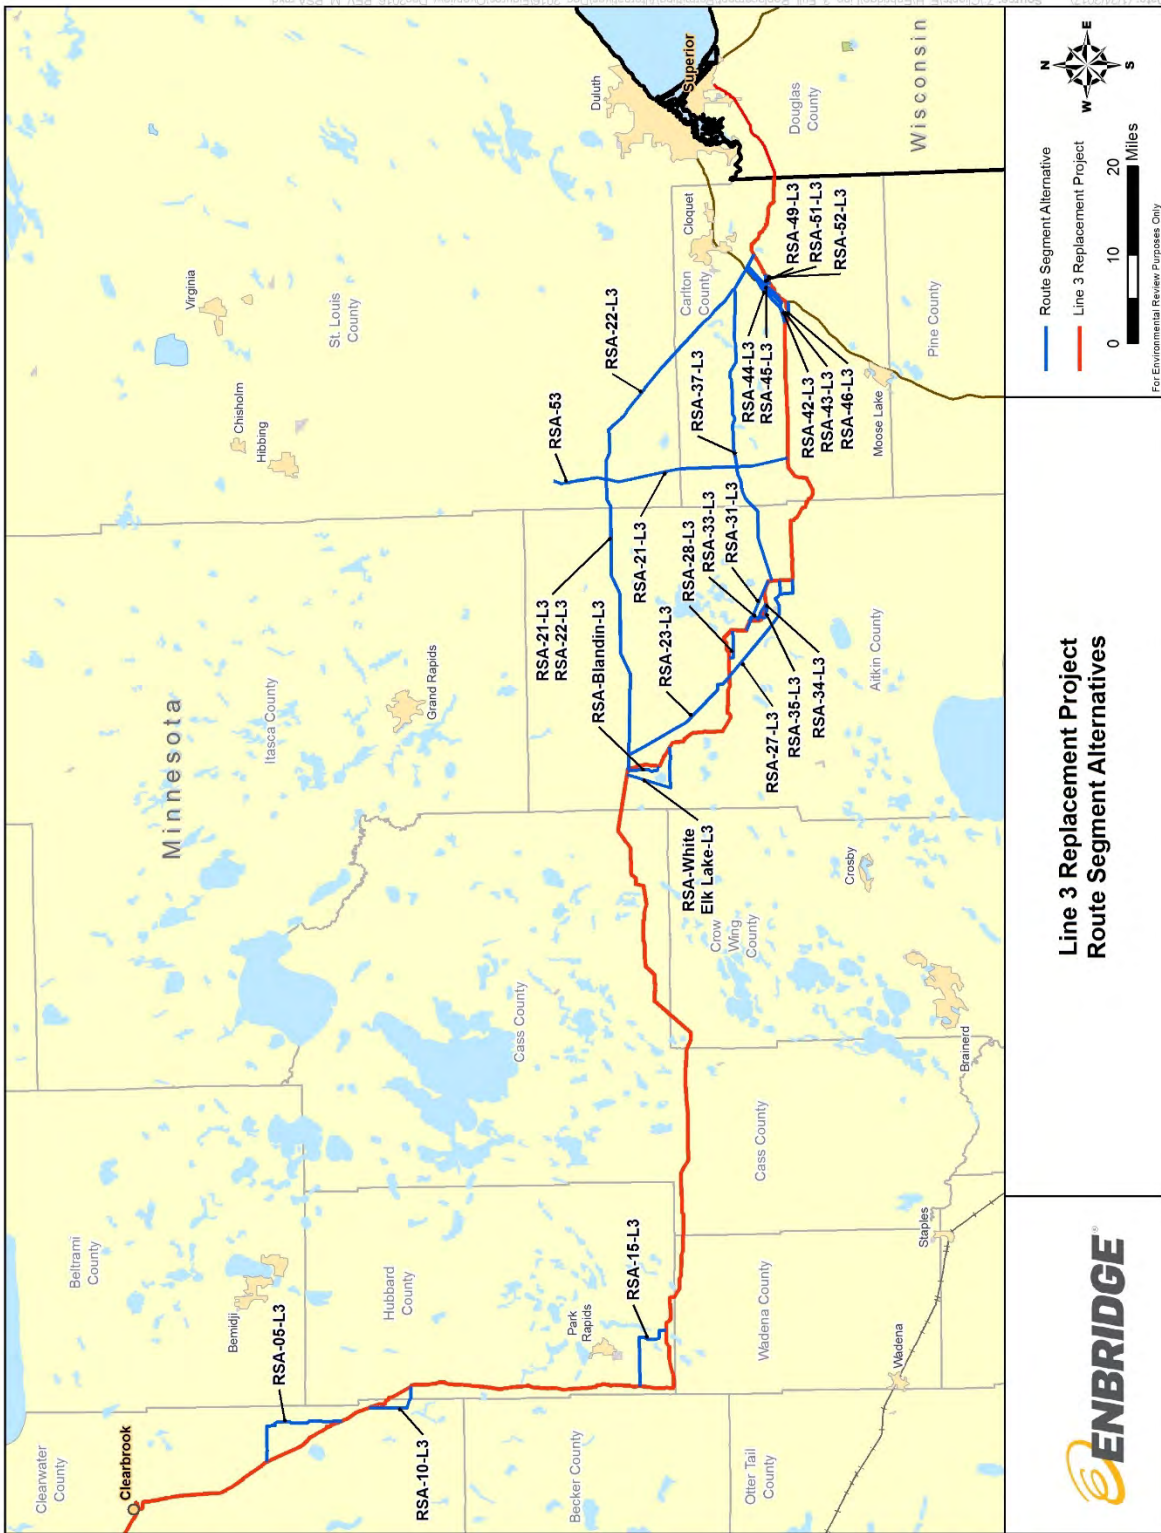 Clearwater
County
Clearbrook
Beltrami
County
Bemidji
RSA-05-L3
RSA-10-L3
Hubbard
County
Becker County
Park
Rapids
RSA-15-L3
Otter Tail
County
Wadena County
Wadena
Staples
Cass County
Cass County
Minnesota
Itasca County
Grand Rapids
Crow
Wing
County
Crosby
Brainerd
RSA-White
Elk Lake-L3
RSA-Blandin-L3
RSA-21-L3
RSA-22-L3
RSA-23-L3
RSA-21-L3
RSA-28-L3
RSA-33-L3
RSA-31-L3
RSA-27-L3
RSA-35-L3
RSA-34-L3
Aitkin County
Hibbing
Chisholm
Virginia
St. Louis
County
RSA-53
RSA-22-L3
RSA-37-L3
Carlton
County
Cloquet
RSA-44-L3
RSA-45-L3
RSA-49-L3
RSA-51-L3
RSA-52-L3
RSA-42-L3
RSA-43-L3
RSA-46-L3
Moose Lake
Pine County
Duluth
Superior
Douglas
County
Wisconsin
ENBRIDGE®
Line 3 Replacement Project
Route Segment Alternatives
N
W
E
S
Route Segment Alternative
Line 3 Replacement Project
0
10
20
Miles
For Environmental Review Purposes Only